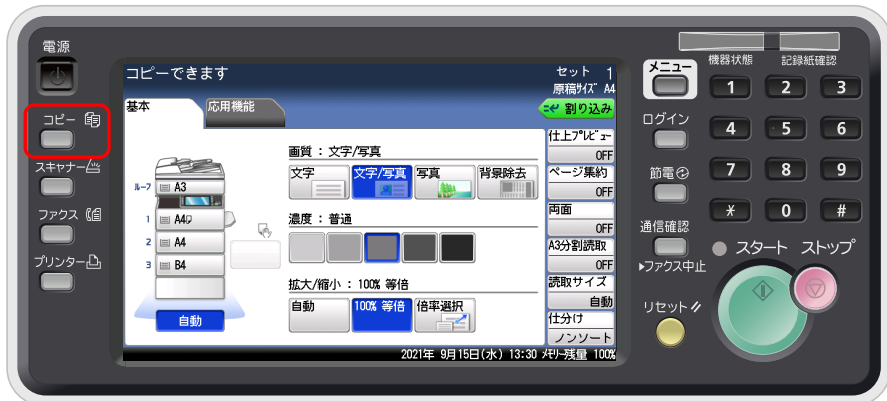 電源
コピー
スキャナー
ファクス
プリンター
コピーできます
セット 1
原稿ｻｲｽﾞ A4
基本
応用機能
割り込み
ﾙｰﾌ A3
1 A4
2 A4
3 B4
自動
画質：文字/写真
文字
文字/写真
写真
背景除去
濃度：普通
拡大/縮小：100% 等倍
自動
100% 等倍
倍率選択
仕上ﾌﾟﾚﾋﾞｭｰ
OFF
ページ集約
OFF
両面
OFF
A3分割読取
OFF
読取サイズ
自動
仕分け
ノンソート
2021年 9月15日(水) 13:30 ﾒﾓﾘｰ残量 100%
メニュー
ログイン
節電
通信確認
▶ファクス中止
リセット
機器状態
記録紙確認
1 2 3
4 5 6
7 8 9
* 0 #
スタート
ストップ